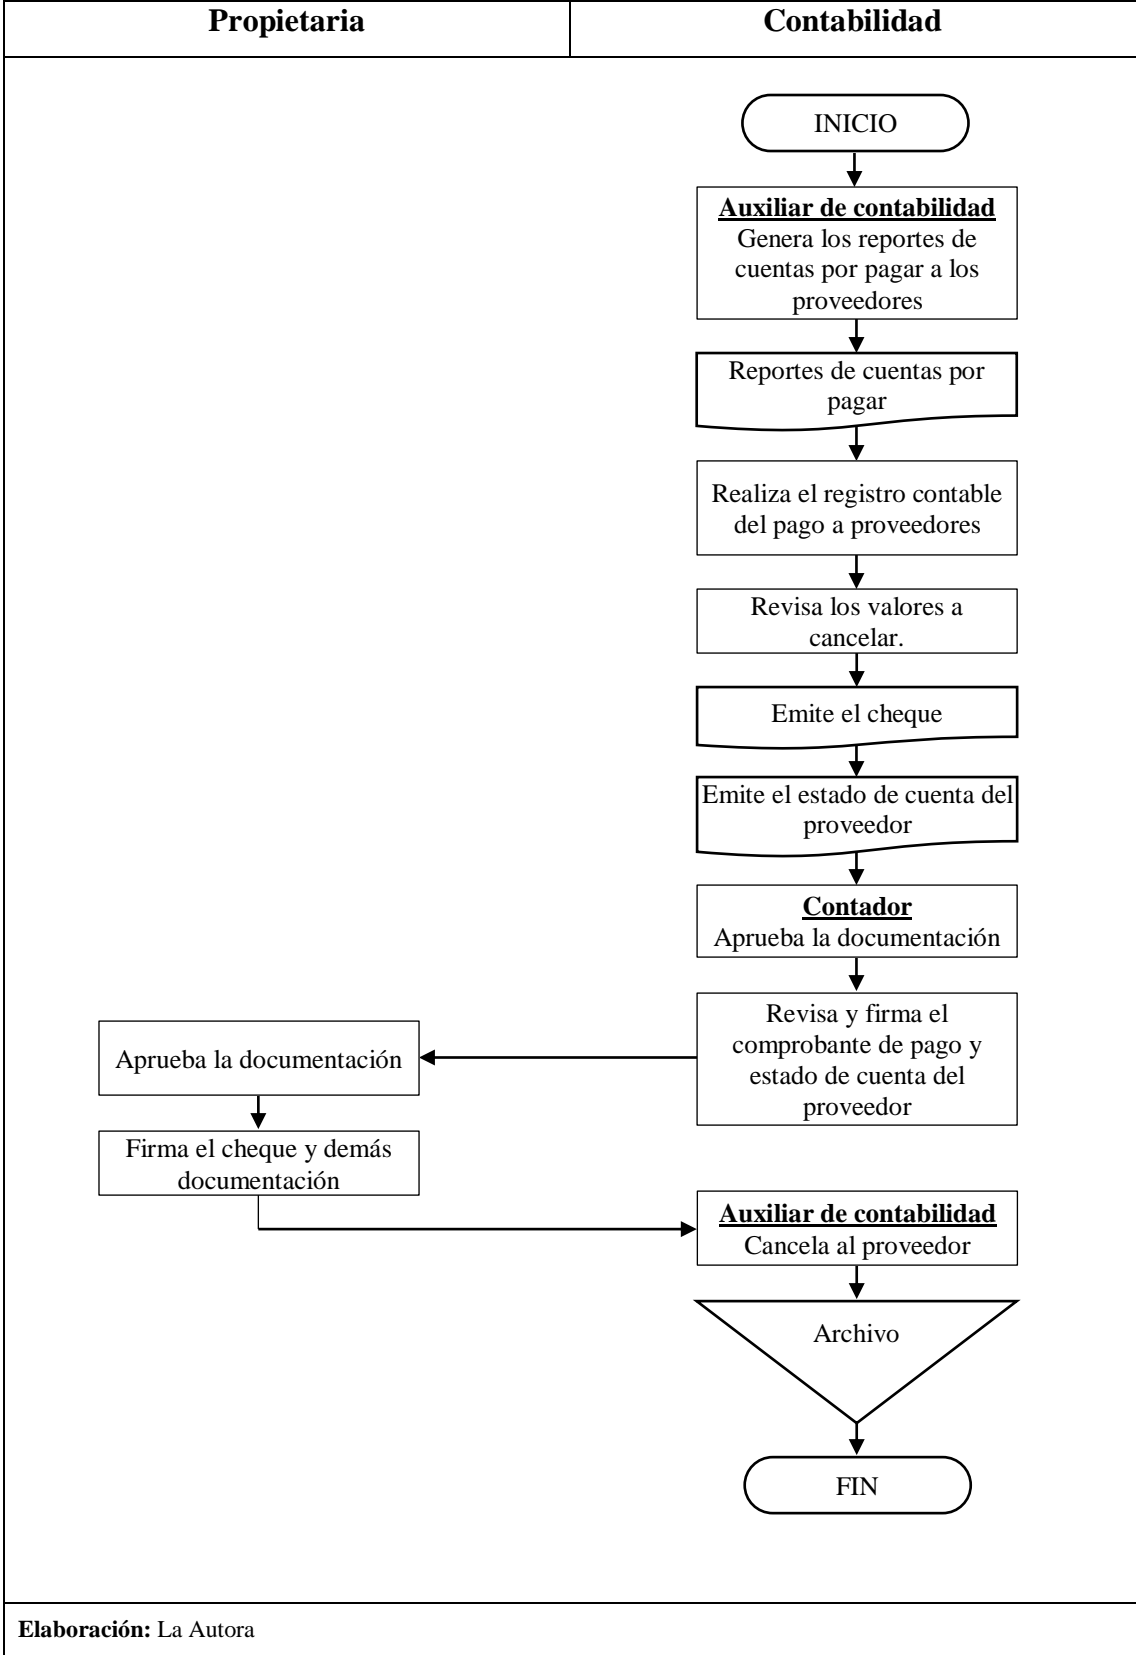 Propietaria
Contabilidad
INICIO
Auxiliar de contabilidad
Genera los reportes de
cuentas por pagar a los
proveedores
Reportes de cuentas por
pagar
Realiza el registro contable
del pago a proveedores
Revisa los valores a
cancelar.
Emite el cheque
Emite el estado de cuenta del
proveedor
Contador
Aprueba la documentación
Revisa y firma el
comprobante de pago y
estado de cuenta del
proveedor
Aprueba la documentación
Firma el cheque y demás
documentación
Auxiliar de contabilidad
Cancela al proveedor
Archivo
FIN
Elaboración: La Autora